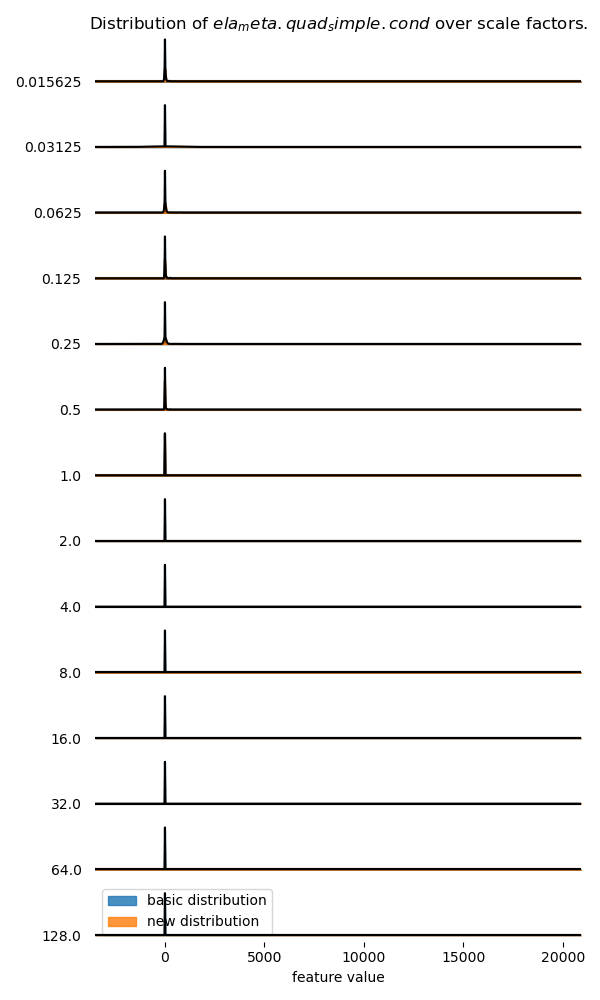 Distribution of elaₘeta.quadₛimple.cond over scale factors.
0.015625
0.03125
0.0625
0.125
0.25
0.5
1.0
2.0
4.0
8.0
16.0
32.0
64.0
basic distribution
new distribution
128.0
0 5000 10000 15000 20000
feature value